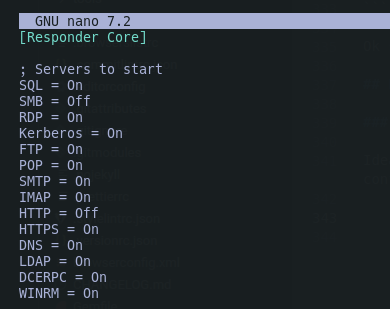 GNU nano 7.2
[Responder Core]
; Servers to start
SQL = On
SMB = Off
RDP = On
Kerberos = On
FTP = On
POP = On
SMTP = On
IMAP = On
HTTP = Off
HTTPS = On
DNS = On
LDAP = On
DCERPC = On
WINRM = On